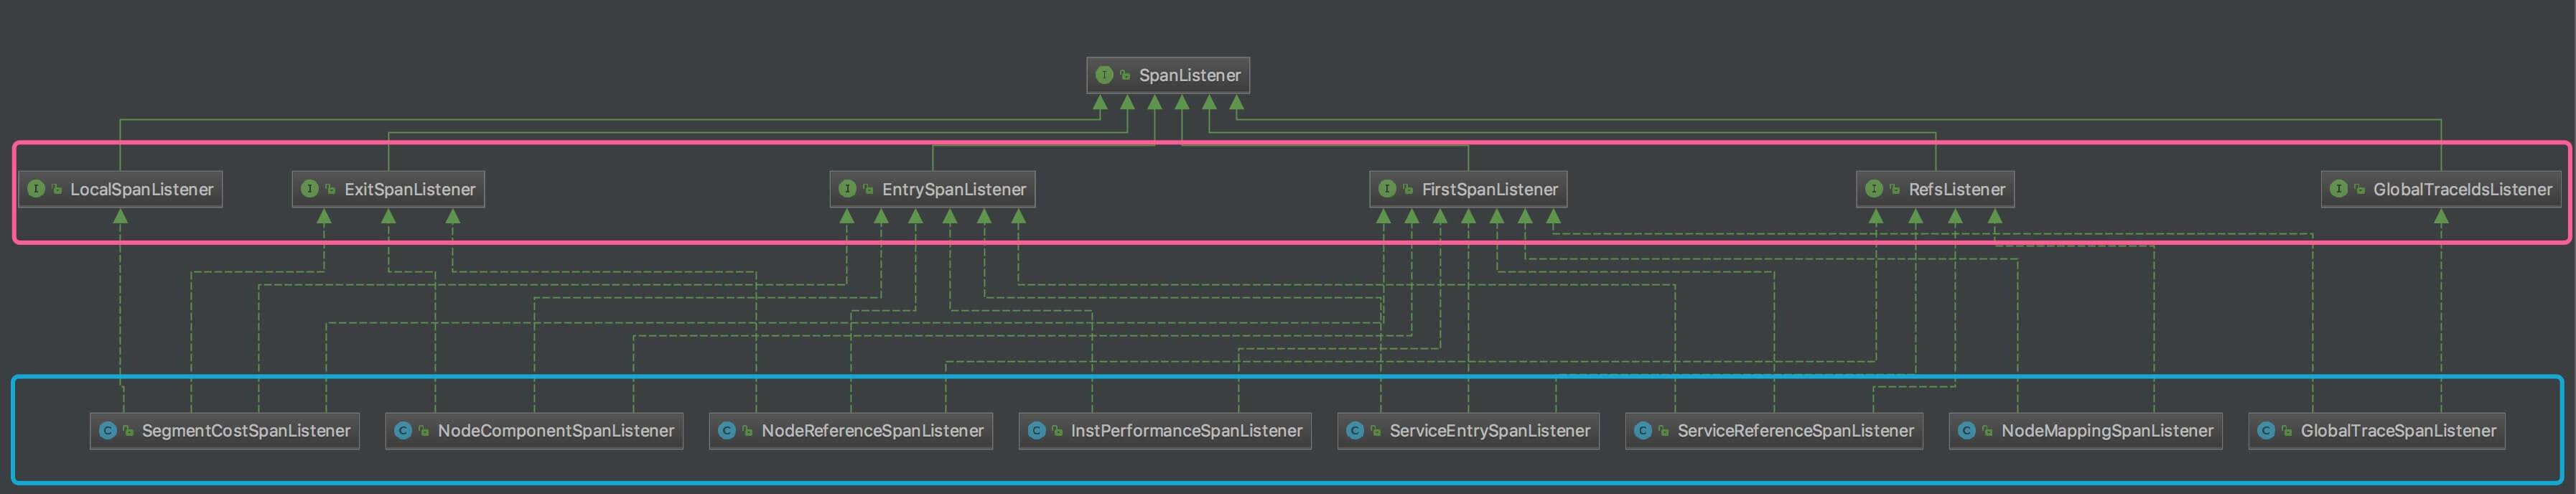 SpanListener
LocalSpanListener
ExitSpanListener
EntrySpanListener
FirstSpanListener
RefsListener
GlobalTraceIdsListener
SegmentCostSpanListener
NodeComponentSpanListener
NodeReferenceSpanListener
InstPerformanceSpanListener
ServiceEntrySpanListener
ServiceReferenceSpanListener
NodeMappingSpanListener
GlobalTraceSpanListener